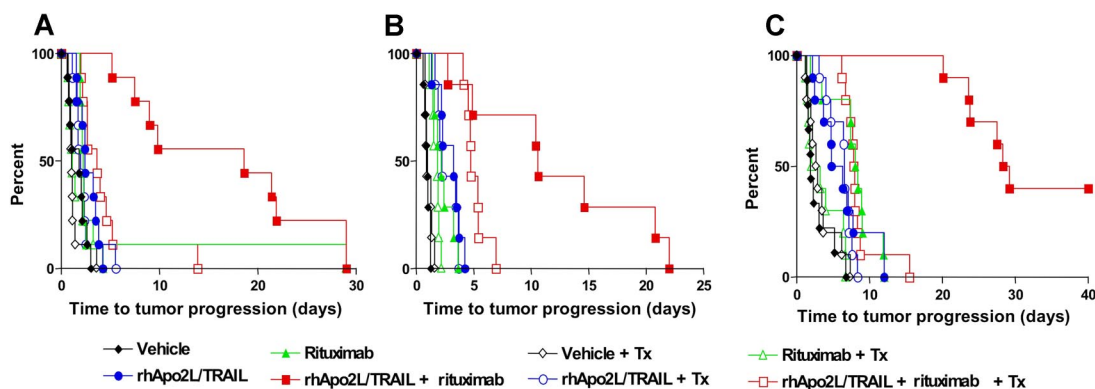 A
B
C
100
50
0
Percent
0 10 20 30
Time to tumor progression (days)
100
50
0
0 5 10 15 20 25
Time to tumor progression (days)
Percent
100
50
0
0 10 20 30 40
Time to tumor progression (days)
Vehicle
Rituximab
Vehicle + Tx
Rituximab + Tx
rhApo2L/TRAIL
rhApo2L/TRAIL + rituximab
rhApo2L/TRAIL + Tx
rhApo2L/TRAIL + rituximab + Tx